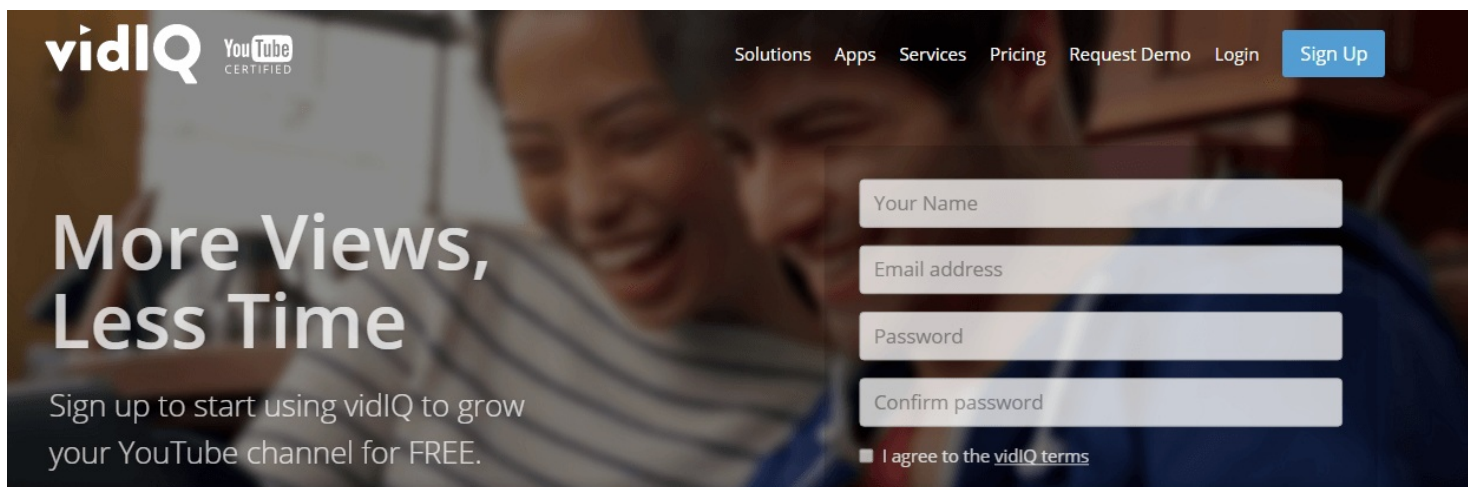 vidIQ
YouTube
CERTIFIED
Solutions Apps Services Pricing Request Demo Login Sign Up
More Views,
Less Time
Sign up to start using vidIQ to grow
your YouTube channel for FREE.
Your Name
Email address
Password
Confirm password
I agree to the vidIQ terms